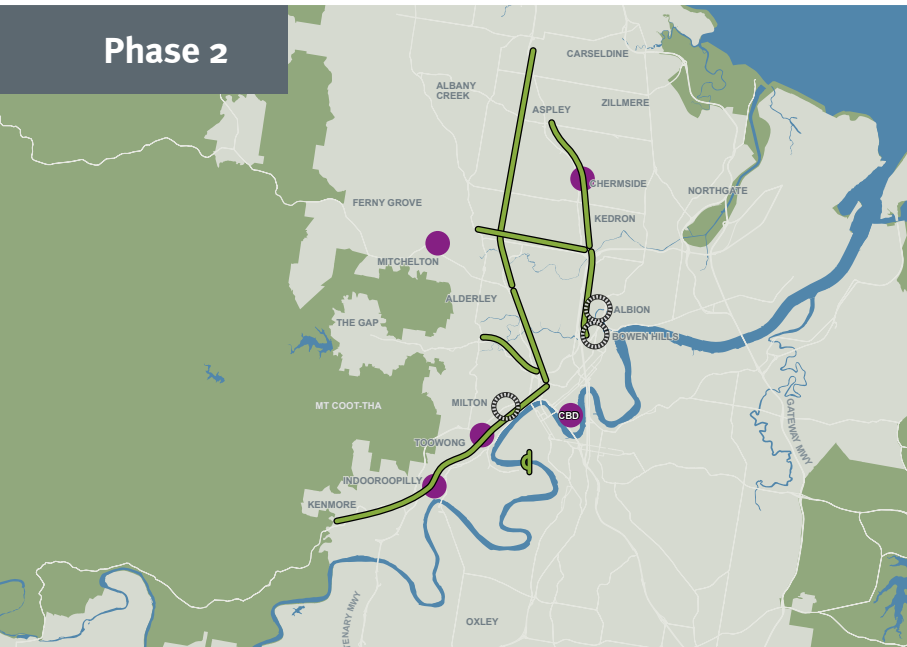 Phase 2
CARSELDINE
ALBANY
CREEK
ZILLMERE
ASPLEY
CHERMSIDE
NORTHGATE
FERNY GROVE
KEDRON
MITCHELTON
ALDERLEY
ALBION
THE GAP
BOWEN HILLS
MT COOT-THA
MILTON
CBD
GATEWAY MWY
TOOWONG
INDOOROOPILLY
KENMORE
TENARY MWY
OXLEY